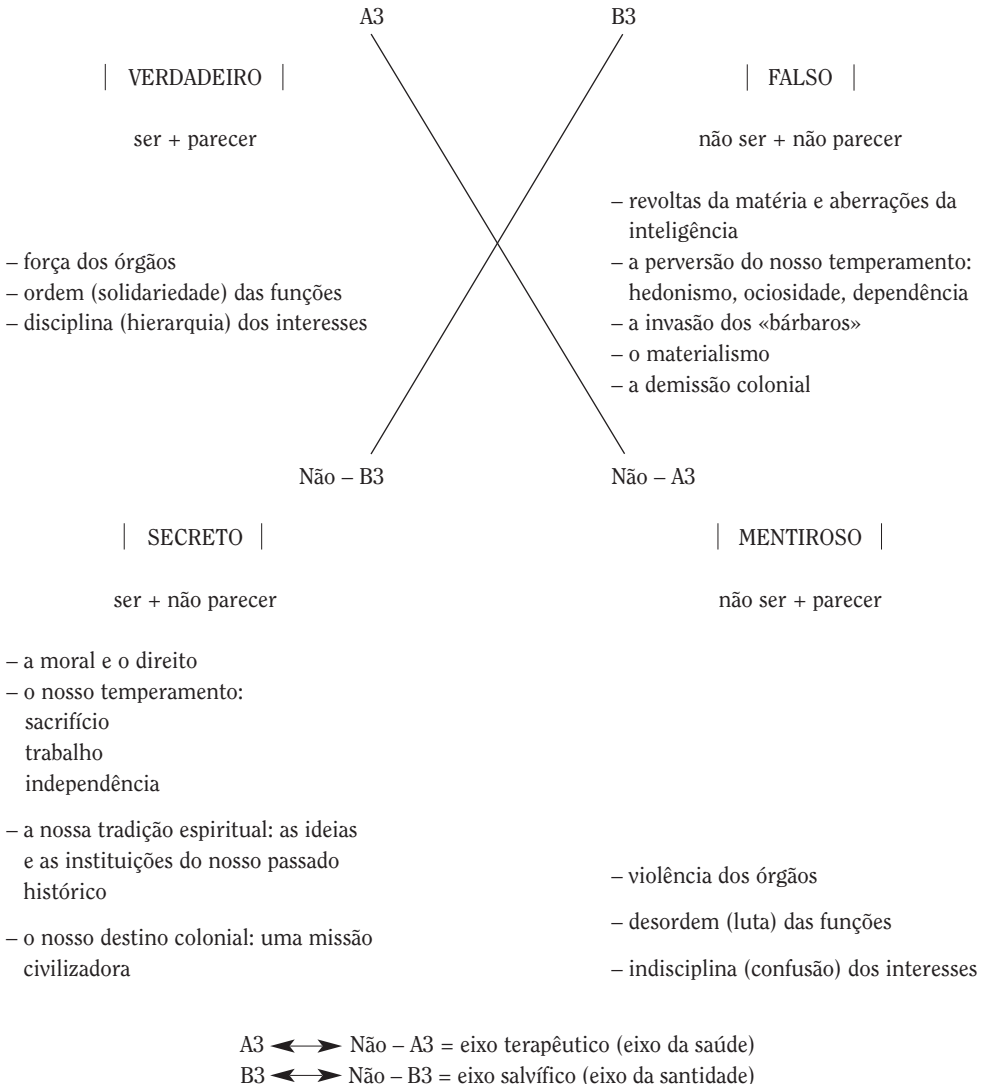 A3
B3
| VERDADEIRO |
| FALSO |
ser + parecer
não ser + não parecer
– força dos órgãos
– ordem (solidariedade) das funções
– disciplina (hierarquia) dos interesses
– revoltas da matéria e aberrações da
inteligência
– a perversão do nosso temperamento:
hedonismo, ociosidade, dependência
– a invasão dos «bárbaros»
– o materialismo
– a demissão colonial
Não – B3
Não – A3
| SECRETO |
| MENTIROSO |
ser + não parecer
não ser + parecer
– a moral e o direito
– o nosso temperamento:
sacrifício
trabalho
independência
– a nossa tradição espiritual: as ideias
e as instituições do nosso passado
histórico
– o nosso destino colonial: uma missão
civilizadora
– violência dos órgãos
– desordem (luta) das funções
– indisciplina (confusão) dos interesses
A3 ◄─► Não – A3 = eixo terapêutico (eixo da saúde)
B3 ◄─► Não – B3 = eixo salvífico (eixo da santidade)